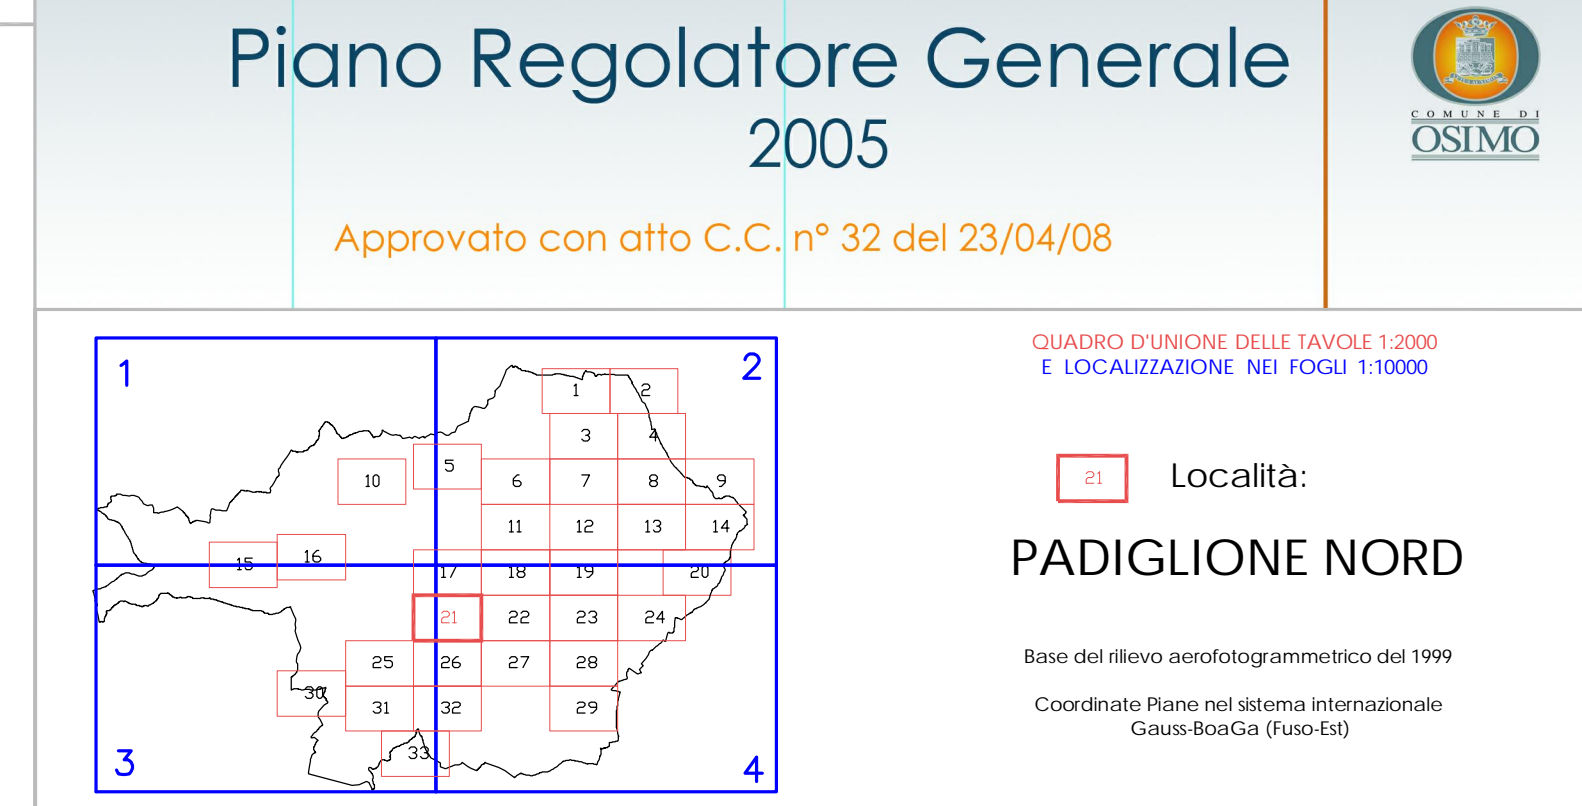 Piano Regolatore Generale
2005
Approvato con atto C.C. n° 32 del 23/04/08
COMUNE DI
OSIMO
QUADRO D'UNIONE DELLE TAVOLE 1:2000
E LOCALIZZAZIONE NEI FOGLI 1:10000
1
2
1 2
3 4
5
10 6 7 8 9
11 12 13 14
15 16
17 18 19 20
21 22 23 24
25 26 27 28
30
31 32 29
33
3
4
21 Località:
PADIGLIONE NORD
Base del rilievo aerofotogrammetrico del 1999
Coordinate Piane nel sistema internazionale
Gauss-BoaGa (Fuso-Est)